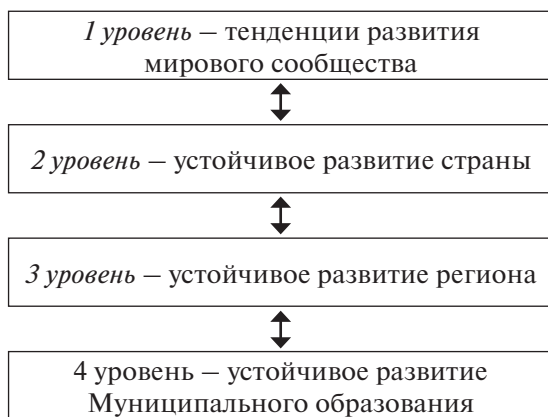 1 уровень – тенденции развития
мирового сообщества
2 уровень – устойчивое развитие страны
3 уровень – устойчивое развитие региона
4 уровень – устойчивое развитие
Муниципального образования